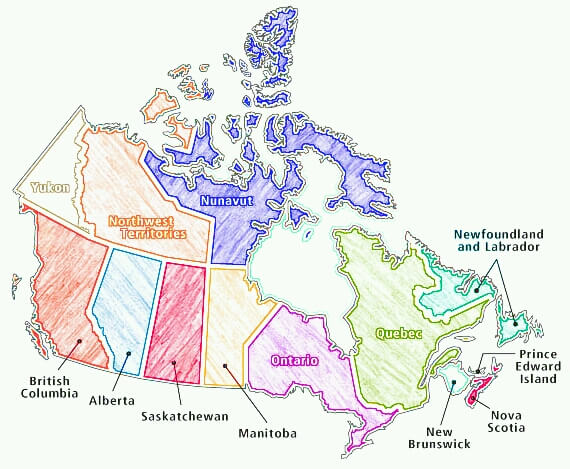 Yukon
Northwest
Territories
Nunavut
Newfoundland
and Labrador
Quebec
Ontario
Prince
Edward
Island
British
Columbia
Alberta
Saskatchewan
Manitoba
Nova
Scotia
New
Brunswick